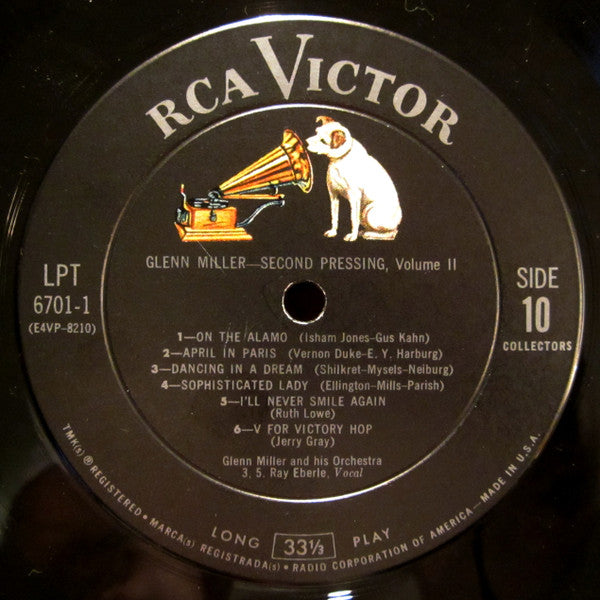 RCA VICTOR
GLENN MILLER—SECOND PRESSING, Volume II
LPT
6701-1
(E4VP-8210)
SIDE
10
COLLECTORS
1—ON THE ALAMO (Isham Jones-Gus Kahn)
2—APRIL IN PARIS (Vernon Duke-E. Y. Harburg)
3—DANCING IN A DREAM (Shilkret-Mysels-Neiburg)
4—SOPHISTICATED LADY (Ellington-Mills-Parish)
5—I'LL NEVER SMILE AGAIN
(Ruth Lowe)
6—V FOR VICTORY HOP
(Jerry Gray)
Glenn Miller and his Orchestra
3, 5. Ray Eberle, Vocal
LONG 33⅓ PLAY
TMK(s) ® REGISTERED • MARCA(s) REGISTRADA(s) • RADIO CORPORATION OF AMERICA—MADE IN U.S.A.